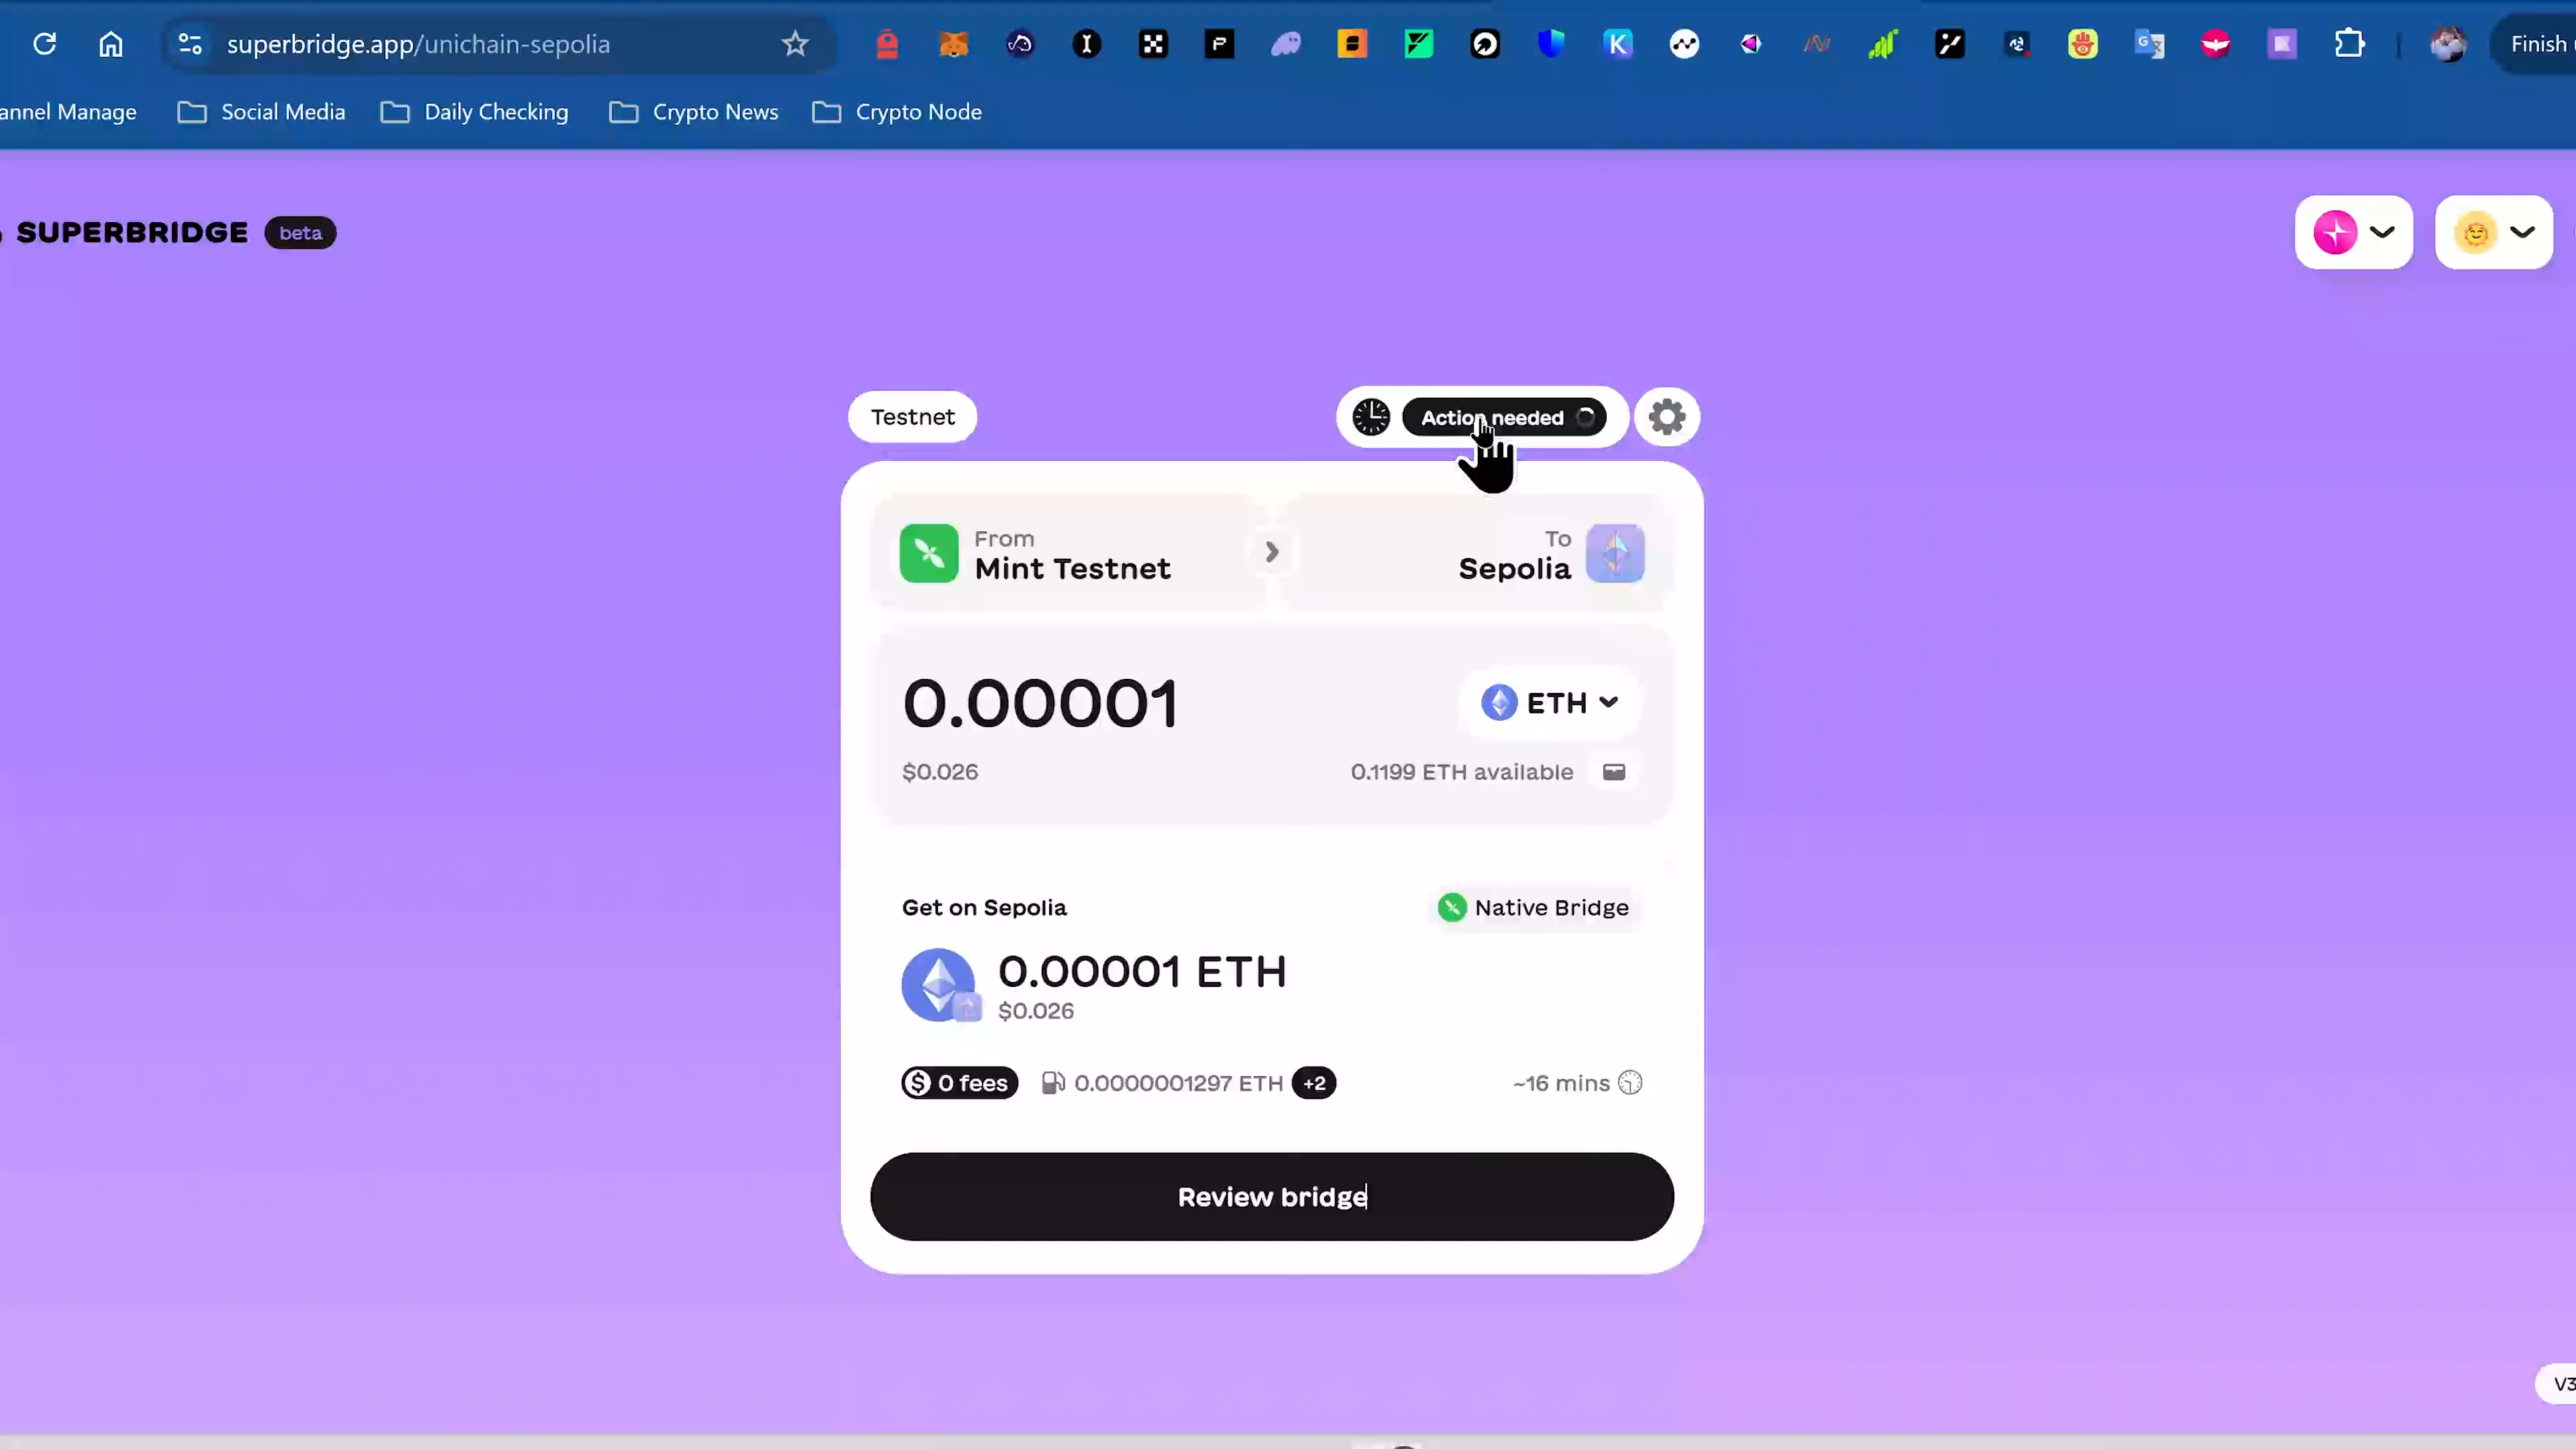 superbridge.app/unichain-sepolia
Finish
annel Manage
Social Media
Daily Checking
Crypto News
Crypto Node
SUPERBRIDGE beta
Testnet
Action needed
From
Mint Testnet
To
Sepolia
0.00001
ETH
$0.026
0.1199 ETH available
Get on Sepolia
Native Bridge
0.00001 ETH
$0.026
$ 0 fees
0.0000001297 ETH +2
~16 mins
Review bridge
V3